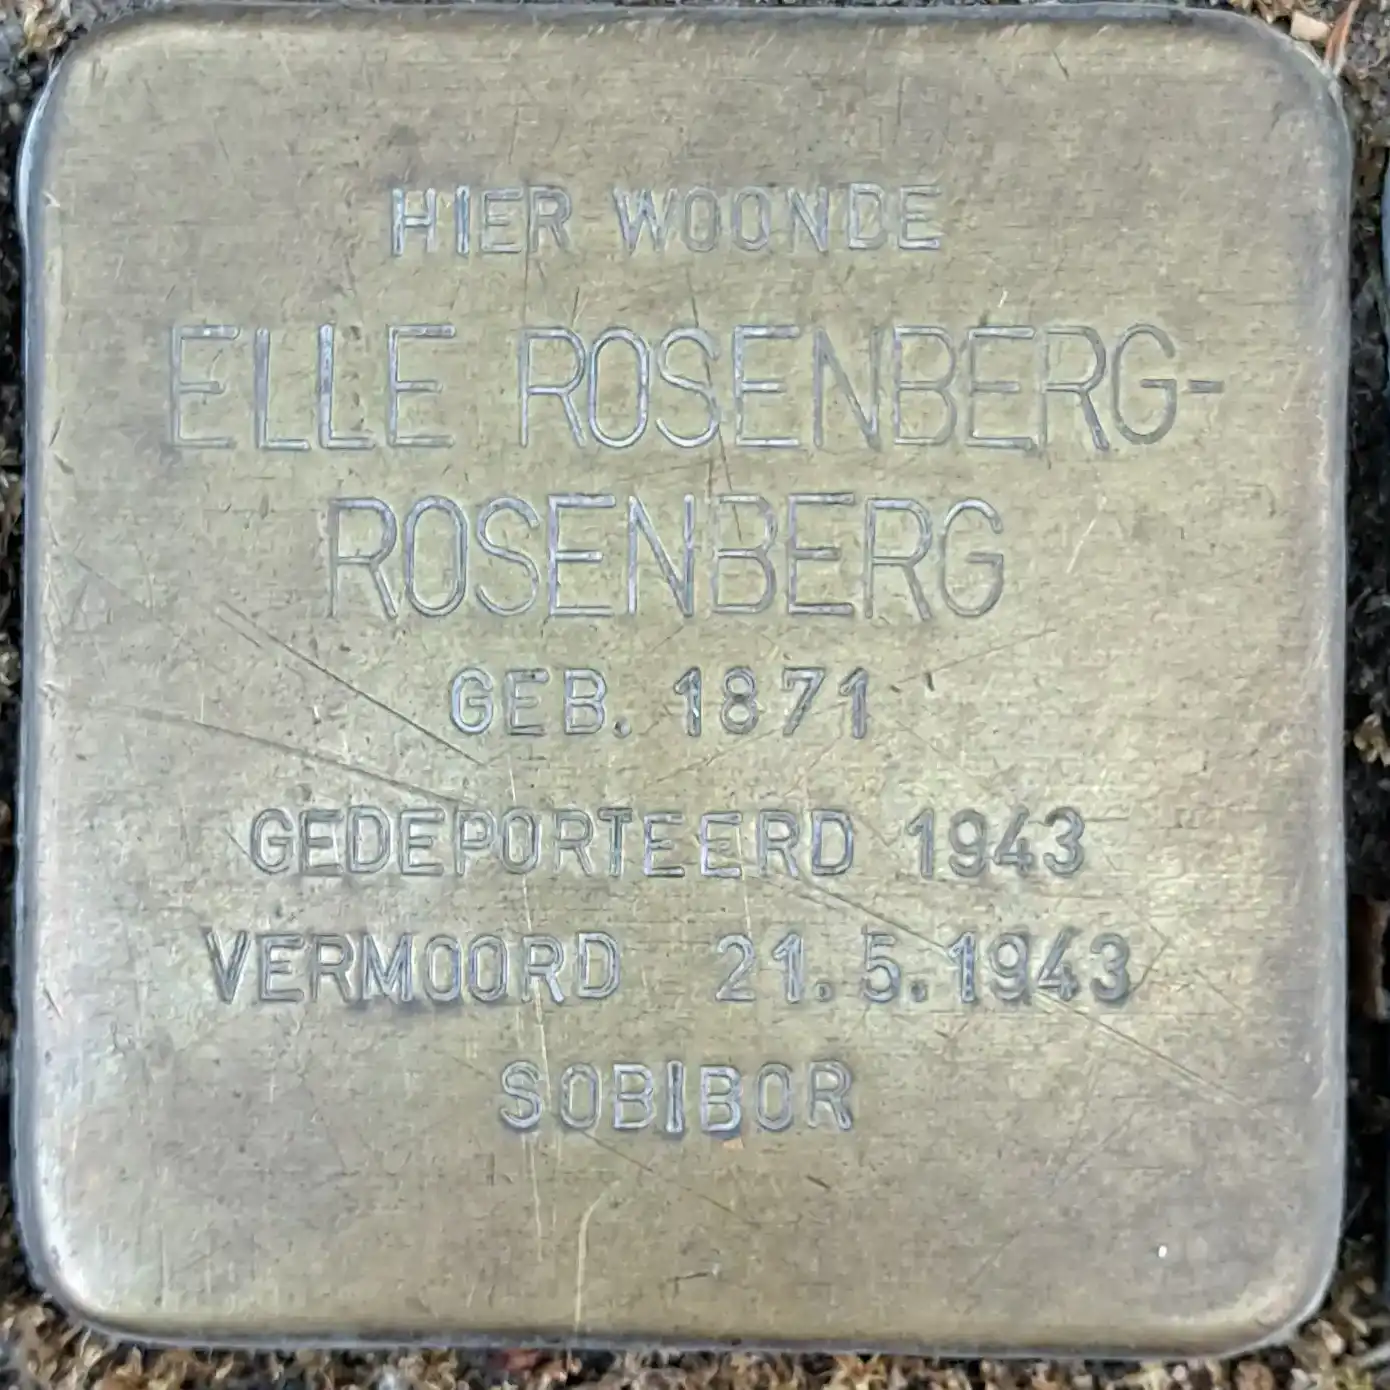 HIER WOONDE
ELLE ROSENBERG-
ROSENBERG
GEB. 1871
GEDEPORTEERD 1943
VERMOORD 21.5.1943
SOBIBOR